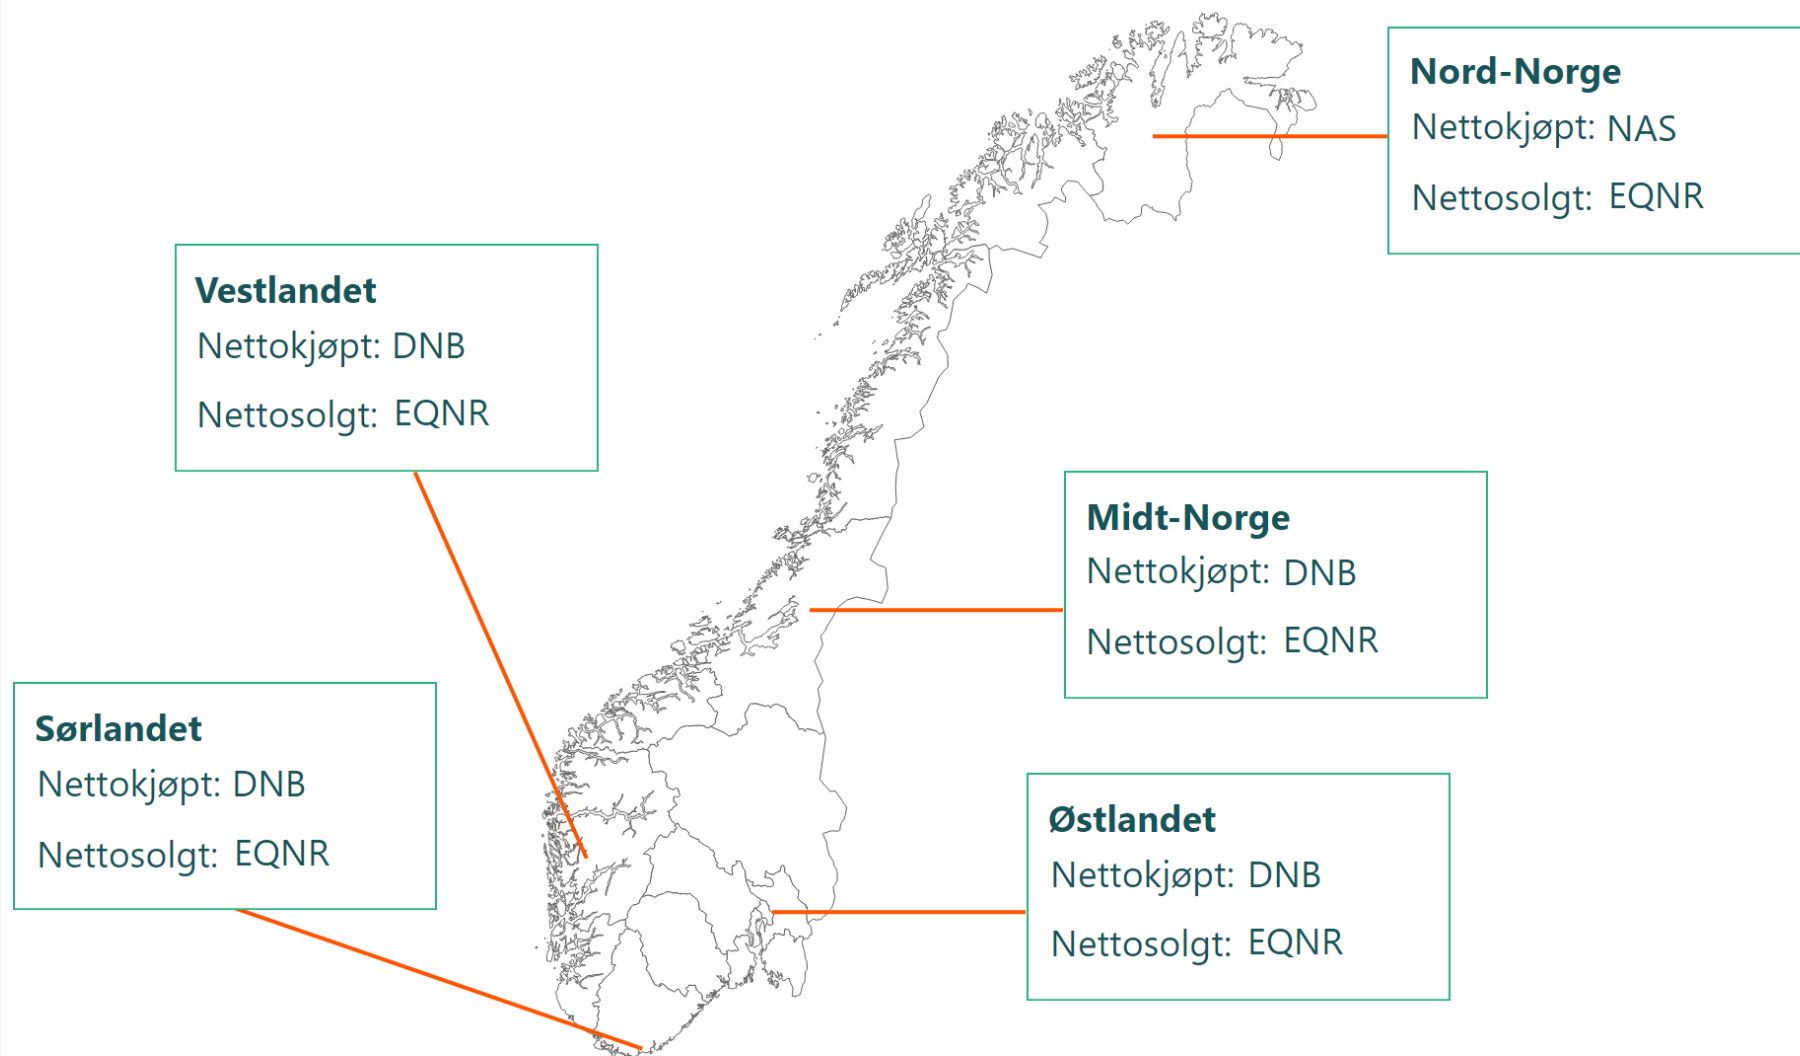 Nord-Norge
Nettokjøpt: NAS
Nettosolgt: EQNR
Vestlandet
Nettokjøpt: DNB
Nettosolgt: EQNR
Midt-Norge
Nettokjøpt: DNB
Nettosolgt: EQNR
Sørlandet
Nettokjøpt: DNB
Nettosolgt: EQNR
Østlandet
Nettokjøpt: DNB
Nettosolgt: EQNR